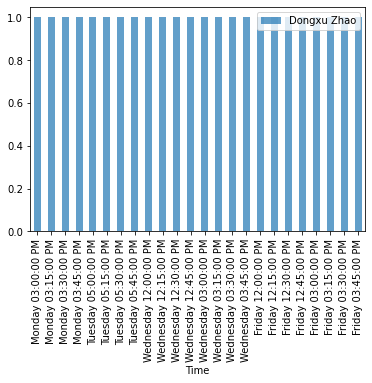 Dongxu Zhao
1.0
0.8
0.6
0.4
0.2
0.0
Monday 03:00:00 PM
Monday 03:15:00 PM
Monday 03:30:00 PM
Monday 03:45:00 PM
Tuesday 05:00:00 PM
Tuesday 05:15:00 PM
Tuesday 05:30:00 PM
Tuesday 05:45:00 PM
Wednesday 12:00:00 PM
Wednesday 12:15:00 PM
Wednesday 12:30:00 PM
Wednesday 12:45:00 PM
Wednesday 03:00:00 PM
Wednesday 03:15:00 PM
Wednesday 03:30:00 PM
Wednesday 03:45:00 PM
Friday 12:00:00 PM
Friday 12:15:00 PM
Friday 12:30:00 PM
Friday 12:45:00 PM
Friday 03:00:00 PM
Friday 03:15:00 PM
Friday 03:30:00 PM
Friday 03:45:00 PM
Time